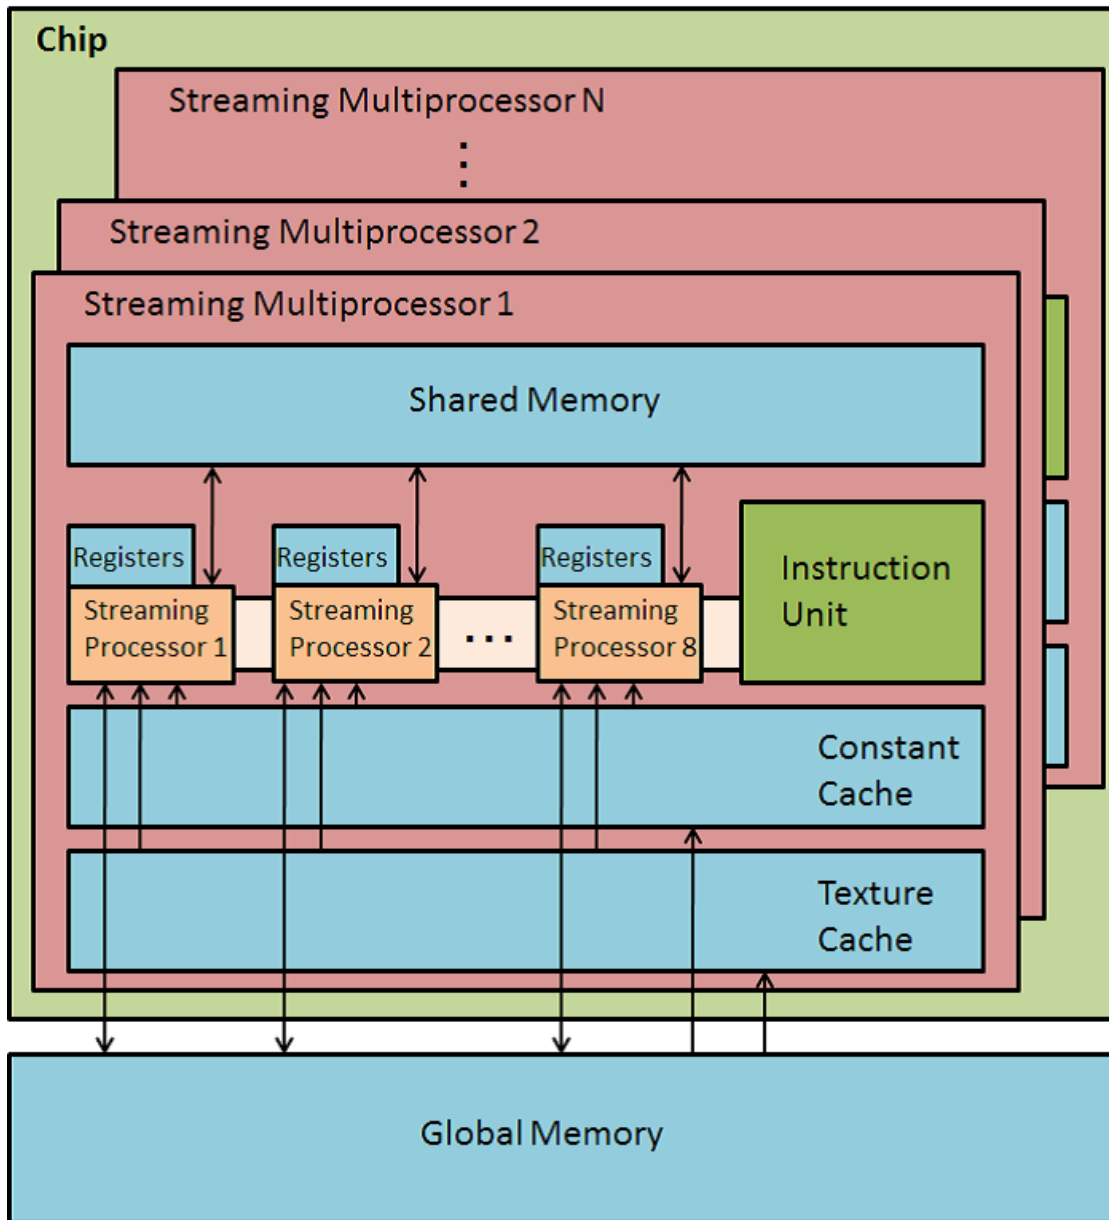 Chip
Streaming Multiprocessor N
⋮
Streaming Multiprocessor 2
Streaming Multiprocessor 1
Shared Memory
Registers
Registers
Registers
Streaming
Processor 1
Streaming
Processor 2
...
Streaming
Processor 8
Instruction
Unit
Constant
Cache
Texture
Cache
Global Memory